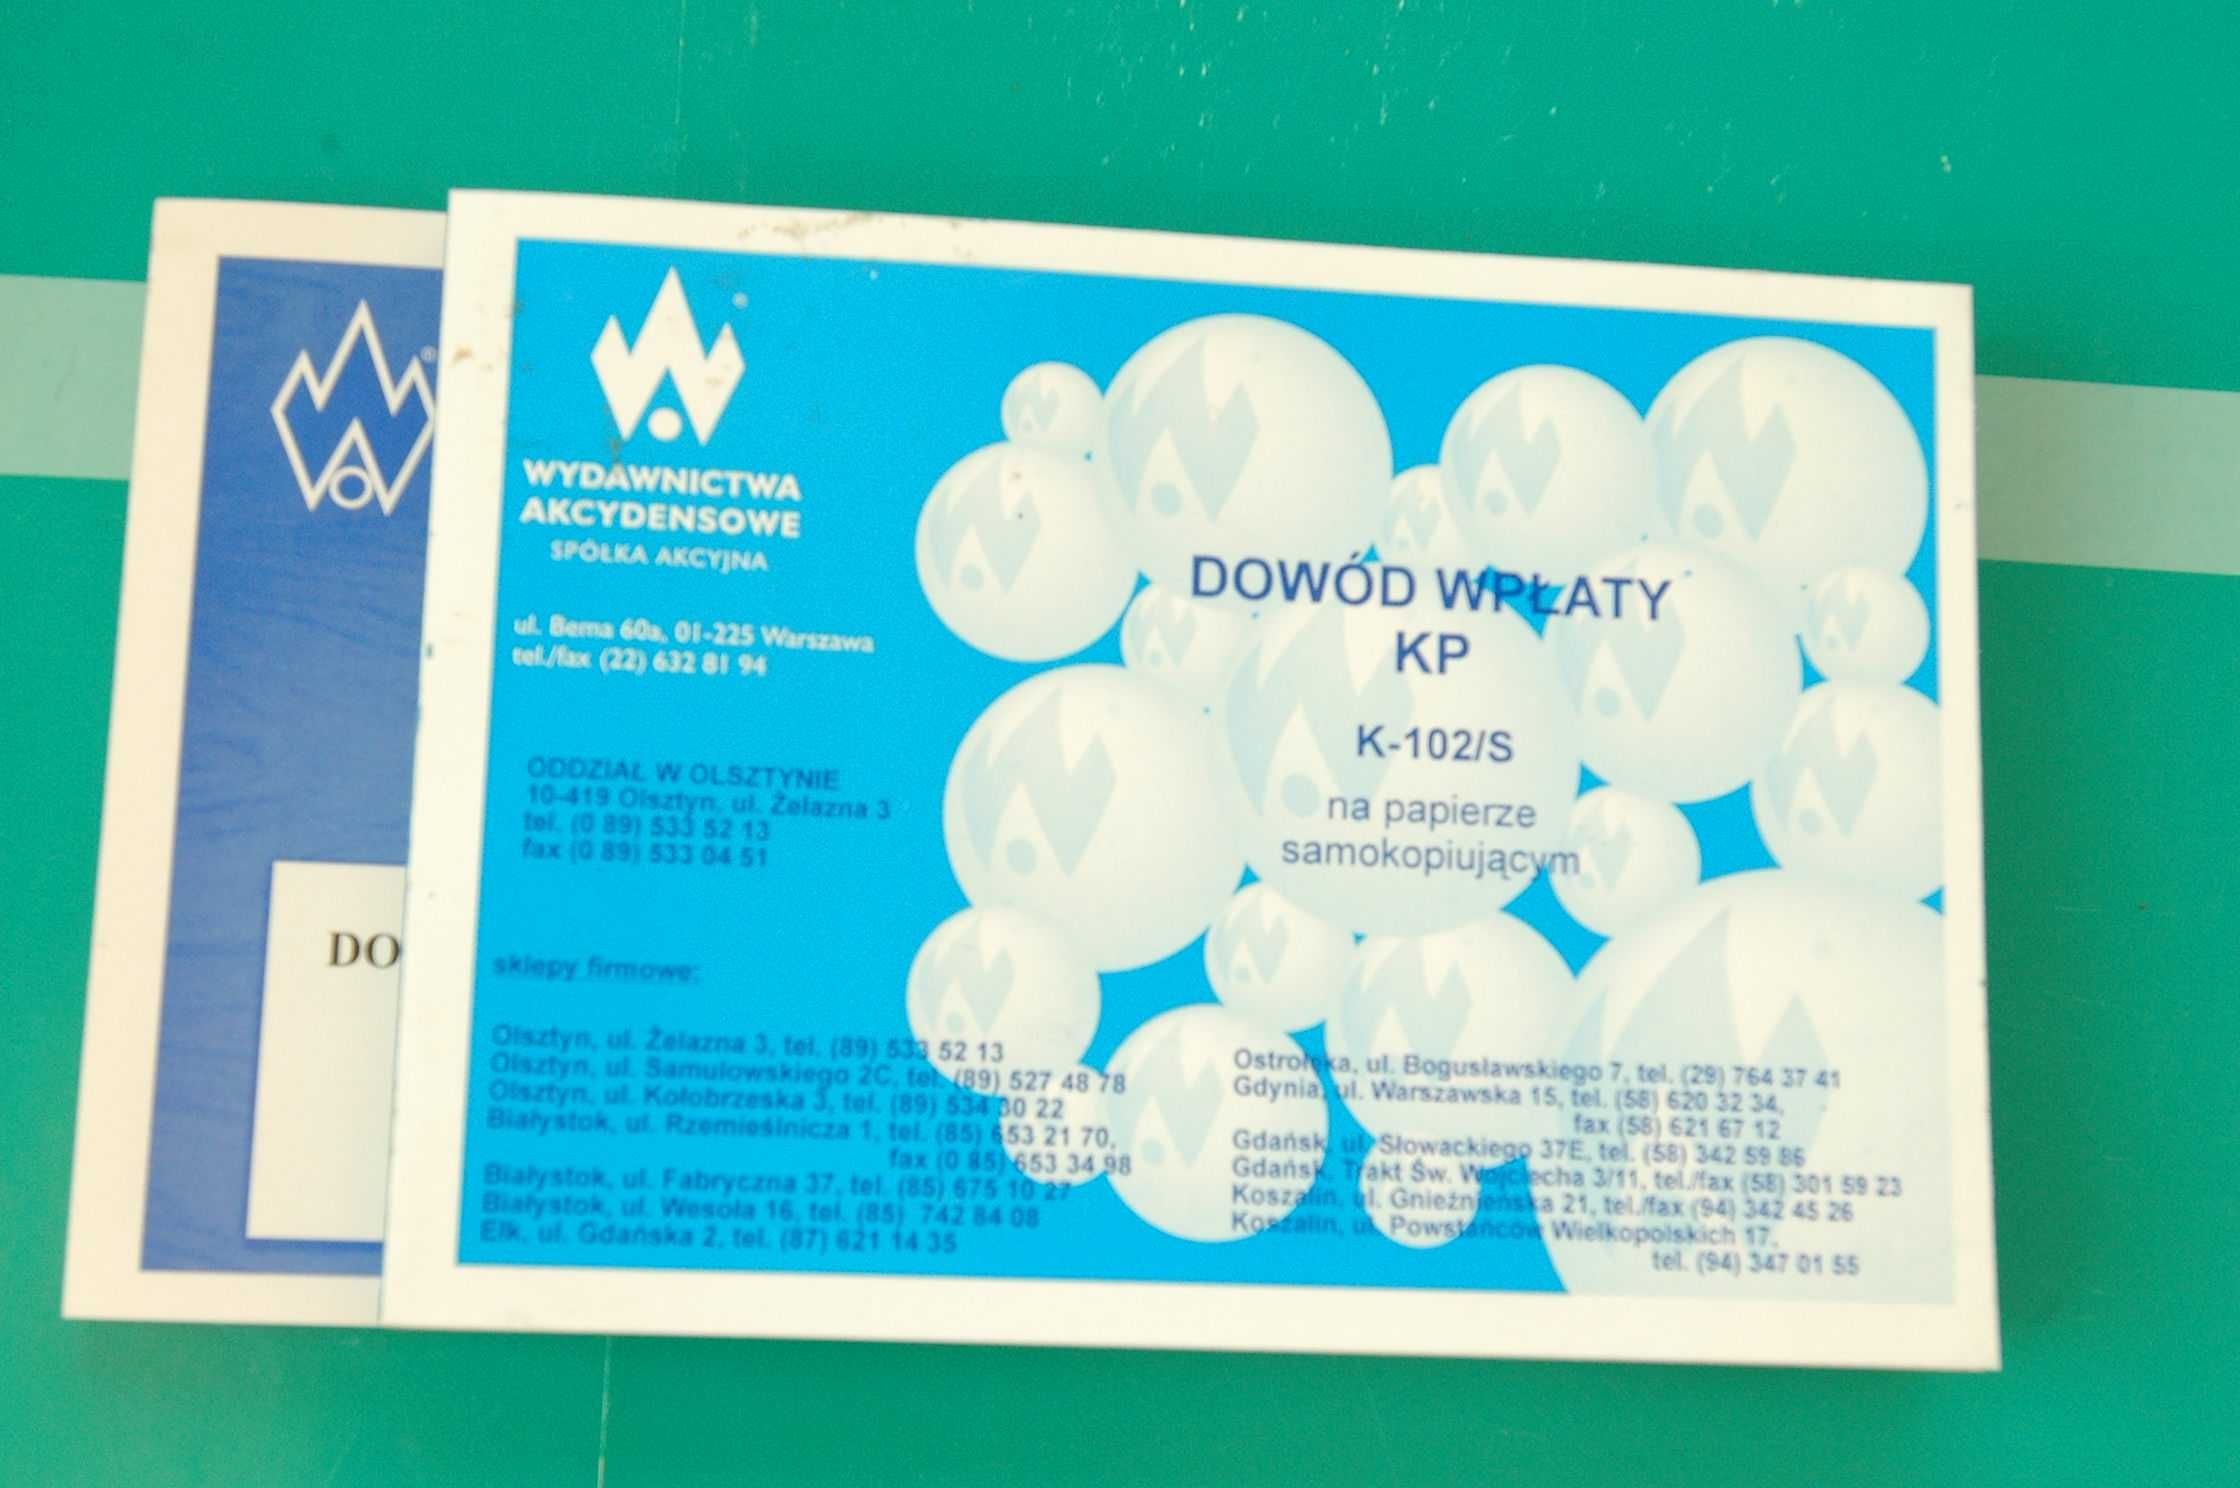 WYDAWNICTWA
AKCYDENSOWE
SPÓŁKA AKCYJNA
ul. Bema 60a, 01-225 Warszawa
tel./fax (22) 632 81 94
ODDZIAŁ W OLSZTYNIE
10-419 Olsztyn, ul. Żelazna 3
tel. (0 89) 533 52 13
fax (0 89) 533 04 51
DOWÓD WPŁATY
KP
K-102/S
na papierze
samokopiującym
DO
sklepy firmowe:
Olsztyn, ul. Żelazna 3, tel. (89) 533 52 13
Olsztyn, ul. Samulowskiego 2C, tel. (89) 527 48 78
Olsztyn, ul. Kołobrzeska 3, tel. (89) 534 30 22
Białystok, ul. Rzemieślnicza 1, tel. (85) 653 21 70,
fax (0 85) 653 34 98
Białystok, ul. Fabryczna 37, tel. (85) 675 10 27
Białystok, ul. Wesoła 16, tel. (85) 742 84 08
Ełk, ul. Gdańska 2, tel. (87) 621 14 35
Ostrołęka, ul. Bogusławskiego 7, tel. (29) 764 37 41
Gdynia, ul. Warszawska 15, tel. (58) 620 32 34,
fax (58) 621 67 12
Gdańsk, ul. Słowackiego 37E, tel. (58) 342 59 86
Gdańsk, Trakt Św. Wojciecha 3/11, tel./fax (58) 301 59 23
Koszalin, ul. Gnieźnieńska 21, tel./fax (94) 342 45 26
Koszalin, ul. Powstańców Wielkopolskich 17,
tel. (94) 347 01 55